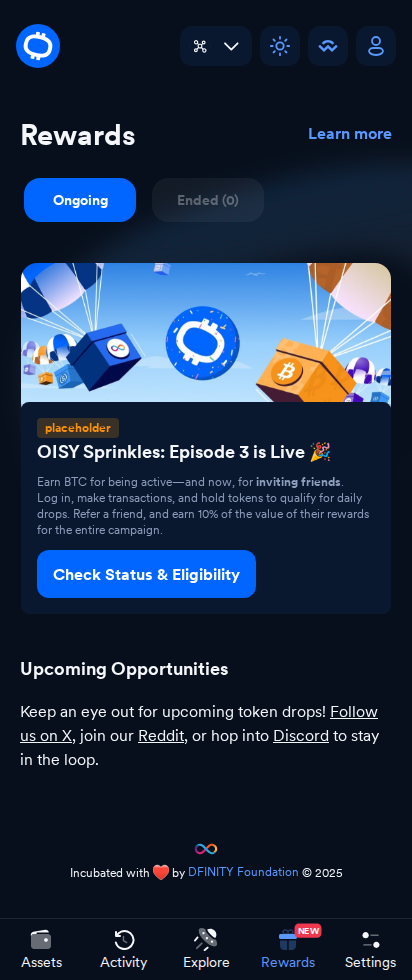 Rewards
Learn more
Ongoing
Ended (0)
placeholder
OISY Sprinkles: Episode 3 is Live 🎉
Earn BTC for being active—and now, for inviting friends.
Log in, make transactions, and hold tokens to qualify for daily
drops. Refer a friend, and earn 10% of the value of their rewards
for the entire campaign.
Check Status & Eligibility
Upcoming Opportunities
Keep an eye out for upcoming token drops! Follow
us on X, join our Reddit, or hop into Discord to stay
in the loop.
Incubated with ❤️ by DFINITY Foundation © 2025
NEW
Assets
Activity
Explore
Rewards
Settings